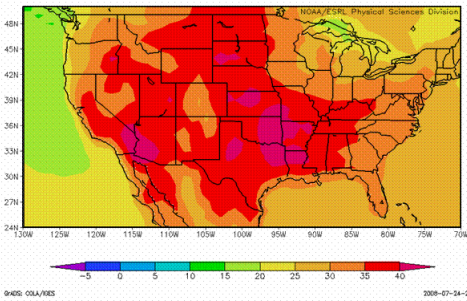 NOAA/ESRL Physical Sciences Division
48N
45N
42N
39N
36N
33N
30N
27N
24N
130W 125W 120W 115W 110W 105W 100W 95W 90W 85W 80W 75W 70W
-5 0 5 10 15 20 25 30 35 40
GrADS: COLA/IGES